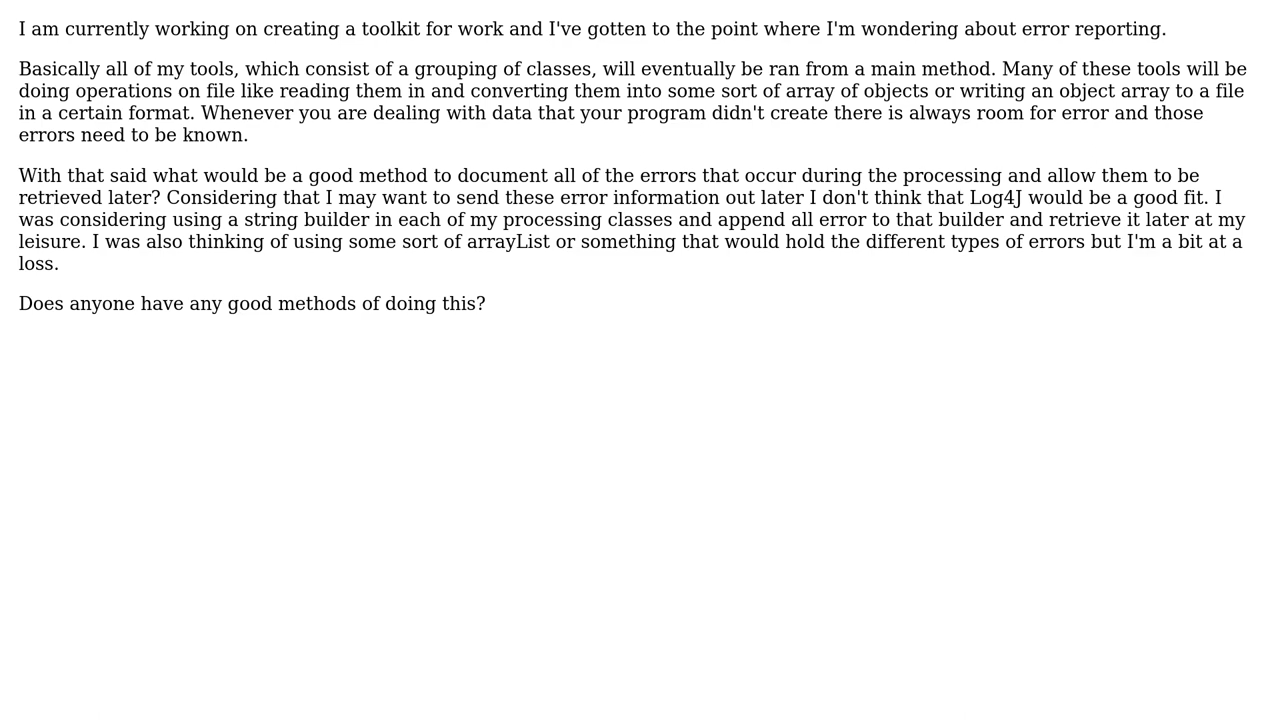 I am currently working on creating a toolkit for work and I've gotten to the point where I'm wondering about error reporting.
Basically all of my tools, which consist of a grouping of classes, will eventually be ran from a main method. Many of these tools will be
doing operations on file like reading them in and converting them into some sort of array of objects or writing an object array to a file
in a certain format. Whenever you are dealing with data that your program didn't create there is always room for error and those
errors need to be known.
With that said what would be a good method to document all of the errors that occur during the processing and allow them to be
retrieved later? Considering that I may want to send these error information out later I don't think that Log4J would be a good fit. I
was considering using a string builder in each of my processing classes and append all error to that builder and retrieve it later at my
leisure. I was also thinking of using some sort of arrayList or something that would hold the different types of errors but I'm a bit at a
loss.
Does anyone have any good methods of doing this?